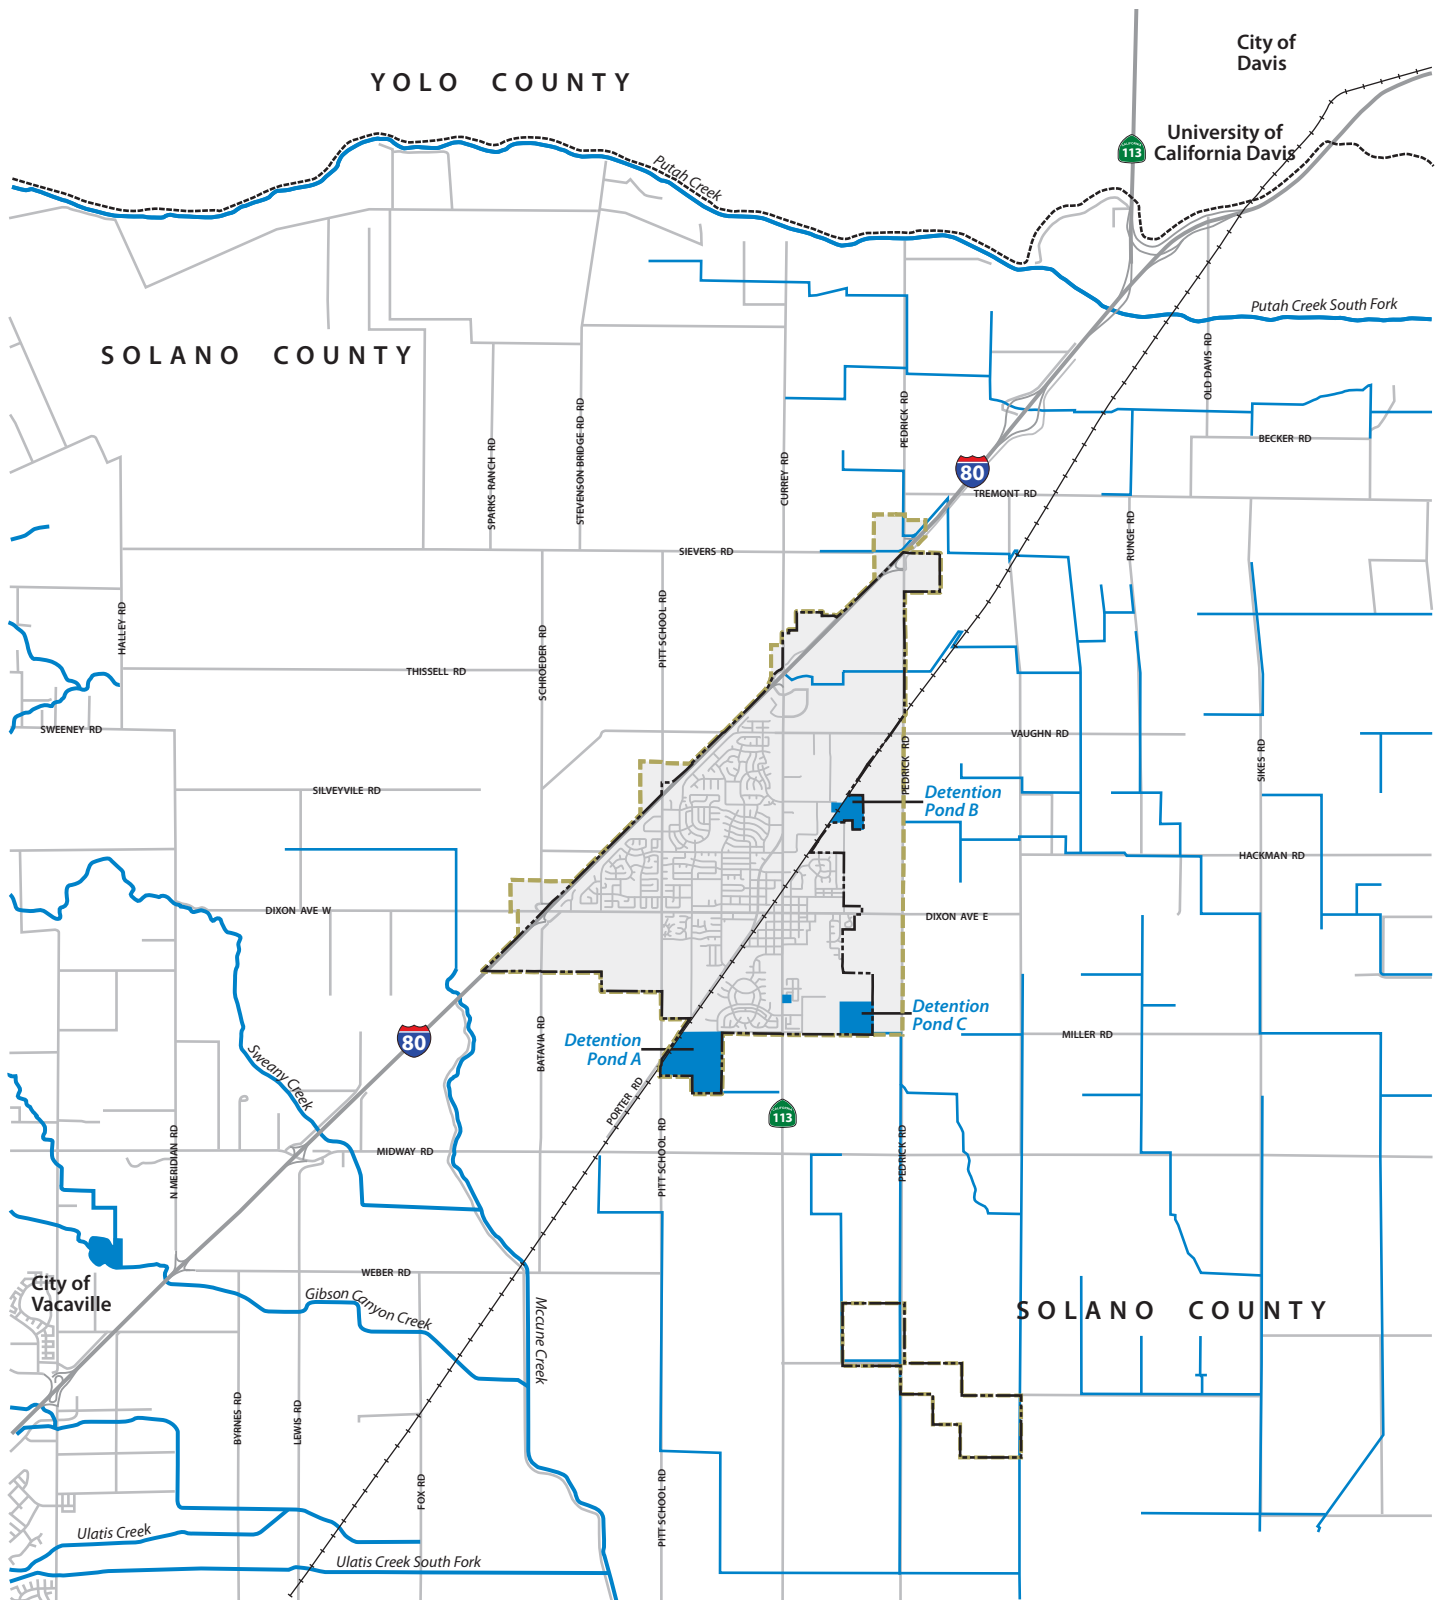 City of
Davis
YOLO COUNTY
University of
California Davis
CALIFORNIA
113
Putah Creek
Putah Creek South Fork
SOLANO COUNTY
OLD DAVIS RD
PEDRICK RD
STEVENSON BRIDGE RD RD
SPARKS RANCH RD
CURREY RD
BECKER RD
80
TREMONT RD
RUNGE RD
SIEVERS RD
HALLEY RD
PITT SCHOOL RD
SCHROEDER RD
THISSELL RD
SWEENEY RD
VAUGHN RD
PEDRICK RD
SIKES RD
SILVEYVILE RD
Detention
Pond B
HACKMAN RD
DIXON AVE W
DIXON AVE E
Detention
Pond C
MILLER RD
Detention
Pond A
BATAVIA RD
80
Sweany Creek
PORTER RD
CALIFORNIA
113
N MERIDIAN RD
MIDWAY RD
PITT SCHOOL RD
PEDRICK RD
WEBER RD
City of
Vacaville
Gibson Canyon Creek
Mccune Creek
SOLANO COUNTY
BYRNES RD
LEWIS RD
FOX RD
PITT SCHOOL RD
Ulatis Creek
Ulatis Creek South Fork